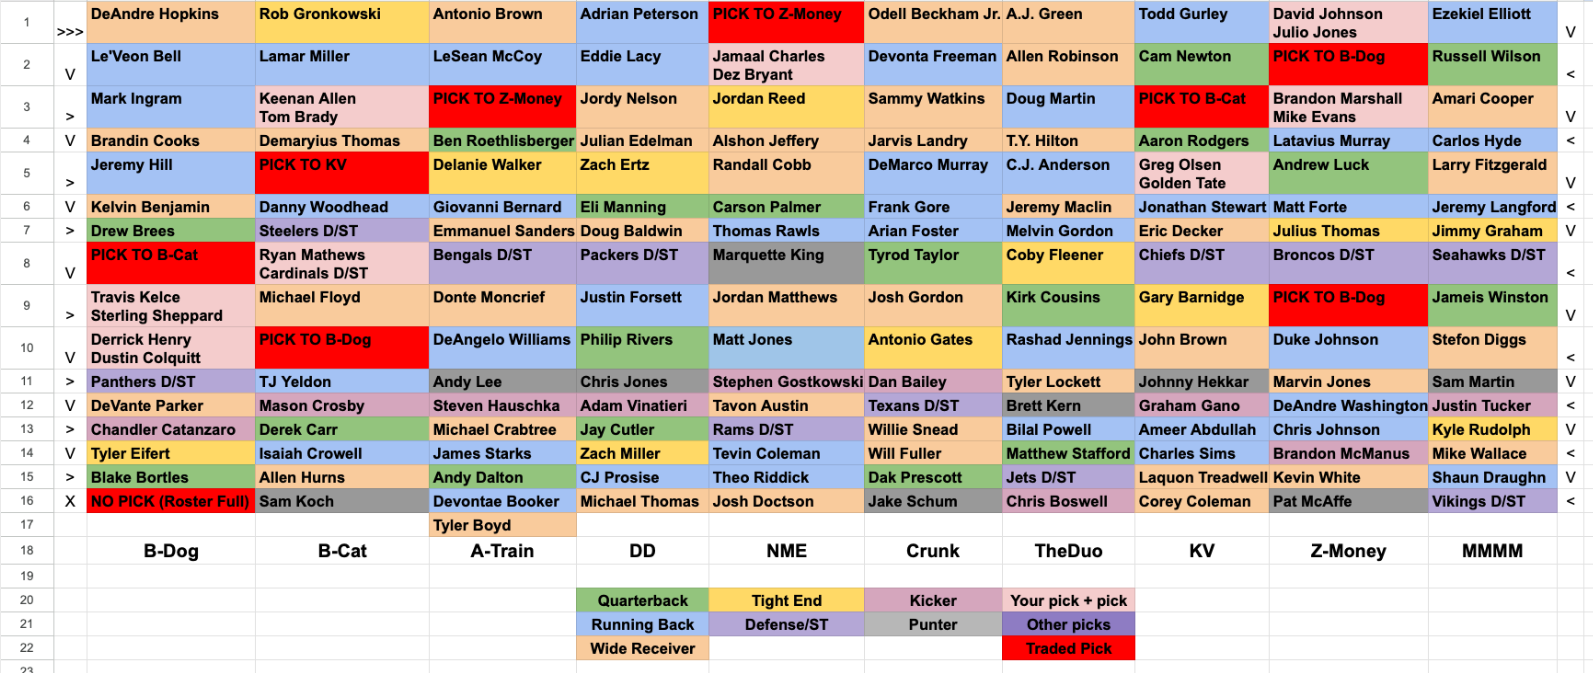 1 >>> DeAndre Hopkins Rob Gronkowski Antonio Brown Adrian Peterson PICK TO Z-Money Odell Beckham Jr. A.J. Green Todd Gurley David Johnson Ezekiel Elliott V
Julio Jones
2 V Le'Veon Bell Lamar Miller LeSean McCoy Eddie Lacy Jamaal Charles Devonta Freeman Allen Robinson Cam Newton PICK TO B-Dog Russell Wilson <
Dez Bryant
3 > Mark Ingram Keenan Allen PICK TO Z-Money Jordy Nelson Jordan Reed Sammy Watkins Doug Martin PICK TO B-Cat Brandon Marshall Amari Cooper V
Tom Brady Mike Evans
4 V Brandin Cooks Demaryius Thomas Ben Roethlisberger Julian Edelman Alshon Jeffery Jarvis Landry T.Y. Hilton Aaron Rodgers Latavius Murray Carlos Hyde <
5 > Jeremy Hill PICK TO KV Delanie Walker Zach Ertz Randall Cobb DeMarco Murray C.J. Anderson Greg Olsen Andrew Luck Larry Fitzgerald V
Golden Tate
6 V Kelvin Benjamin Danny Woodhead Giovanni Bernard Eli Manning Carson Palmer Frank Gore Jeremy Maclin Jonathan Stewart Matt Forte Jeremy Langford <
7 > Drew Brees Steelers D/ST Emmanuel Sanders Doug Baldwin Thomas Rawls Arian Foster Melvin Gordon Eric Decker Julius Thomas Jimmy Graham V
8 V PICK TO B-Cat Ryan Mathews Bengals D/ST Packers D/ST Marquette King Tyrod Taylor Coby Fleener Chiefs D/ST Broncos D/ST Seahawks D/ST <
Cardinals D/ST
9 > Travis Kelce Michael Floyd Donte Moncrief Justin Forsett Jordan Matthews Josh Gordon Kirk Cousins Gary Barnidge PICK TO B-Dog Jameis Winston V
Sterling Sheppard
10 V Derrick Henry PICK TO B-Dog DeAngelo Williams Philip Rivers Matt Jones Antonio Gates Rashad Jennings John Brown Duke Johnson Stefon Diggs <
Dustin Colquitt
11 > Panthers D/ST TJ Yeldon Andy Lee Chris Jones Stephen Gostkowski Dan Bailey Tyler Lockett Johnny Hekkar Marvin Jones Sam Martin V
12 V DeVante Parker Mason Crosby Steven Hauschka Adam Vinatieri Tavon Austin Texans D/ST Brett Kern Graham Gano DeAndre Washington Justin Tucker <
13 > Chandler Catanzaro Derek Carr Michael Crabtree Jay Cutler Rams D/ST Willie Snead Bilal Powell Ameer Abdullah Chris Johnson Kyle Rudolph V
14 V Tyler Eifert Isaiah Crowell James Starks Zach Miller Tevin Coleman Will Fuller Matthew Stafford Charles Sims Brandon McManus Mike Wallace <
15 > Blake Bortles Allen Hurns Andy Dalton CJ Prosise Theo Riddick Dak Prescott Jets D/ST Laquon Treadwell Kevin White Shaun Draughn V
16 X NO PICK (Roster Full) Sam Koch Devontae Booker Michael Thomas Josh Doctson Jake Schum Chris Boswell Corey Coleman Pat McAffe Vikings D/ST <
17 Tyler Boyd
18 B-Dog B-Cat A-Train DD NME Crunk TheDuo KV Z-Money MMMM
19
20 Quarterback Tight End Kicker Your pick + pick
21 Running Back Defense/ST Punter Other picks
22 Wide Receiver Traded Pick
23